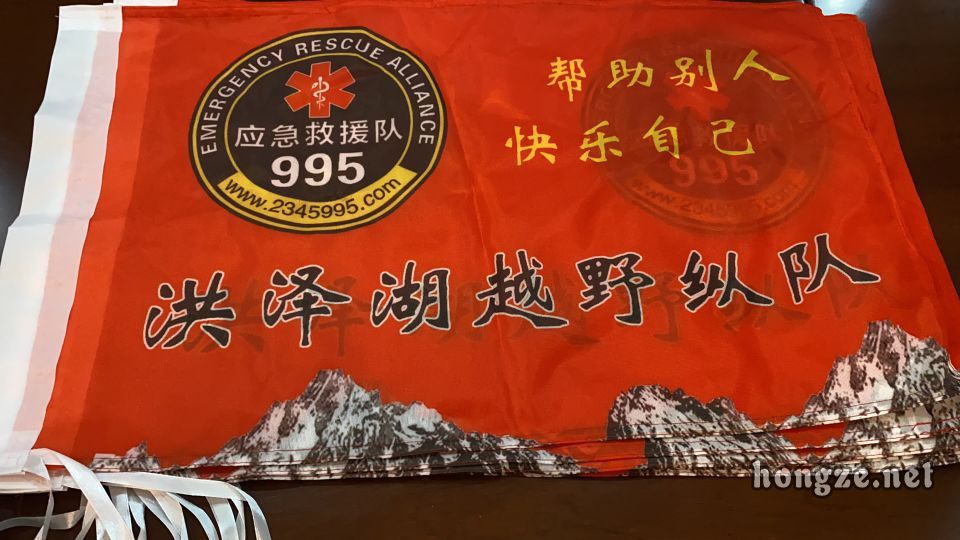 EMERGENCY RESCUE ALLIANCE
应急救援队
995
www.2345995.com
帮助别人
快乐自己
洪泽湖越野纵队
hongze.net